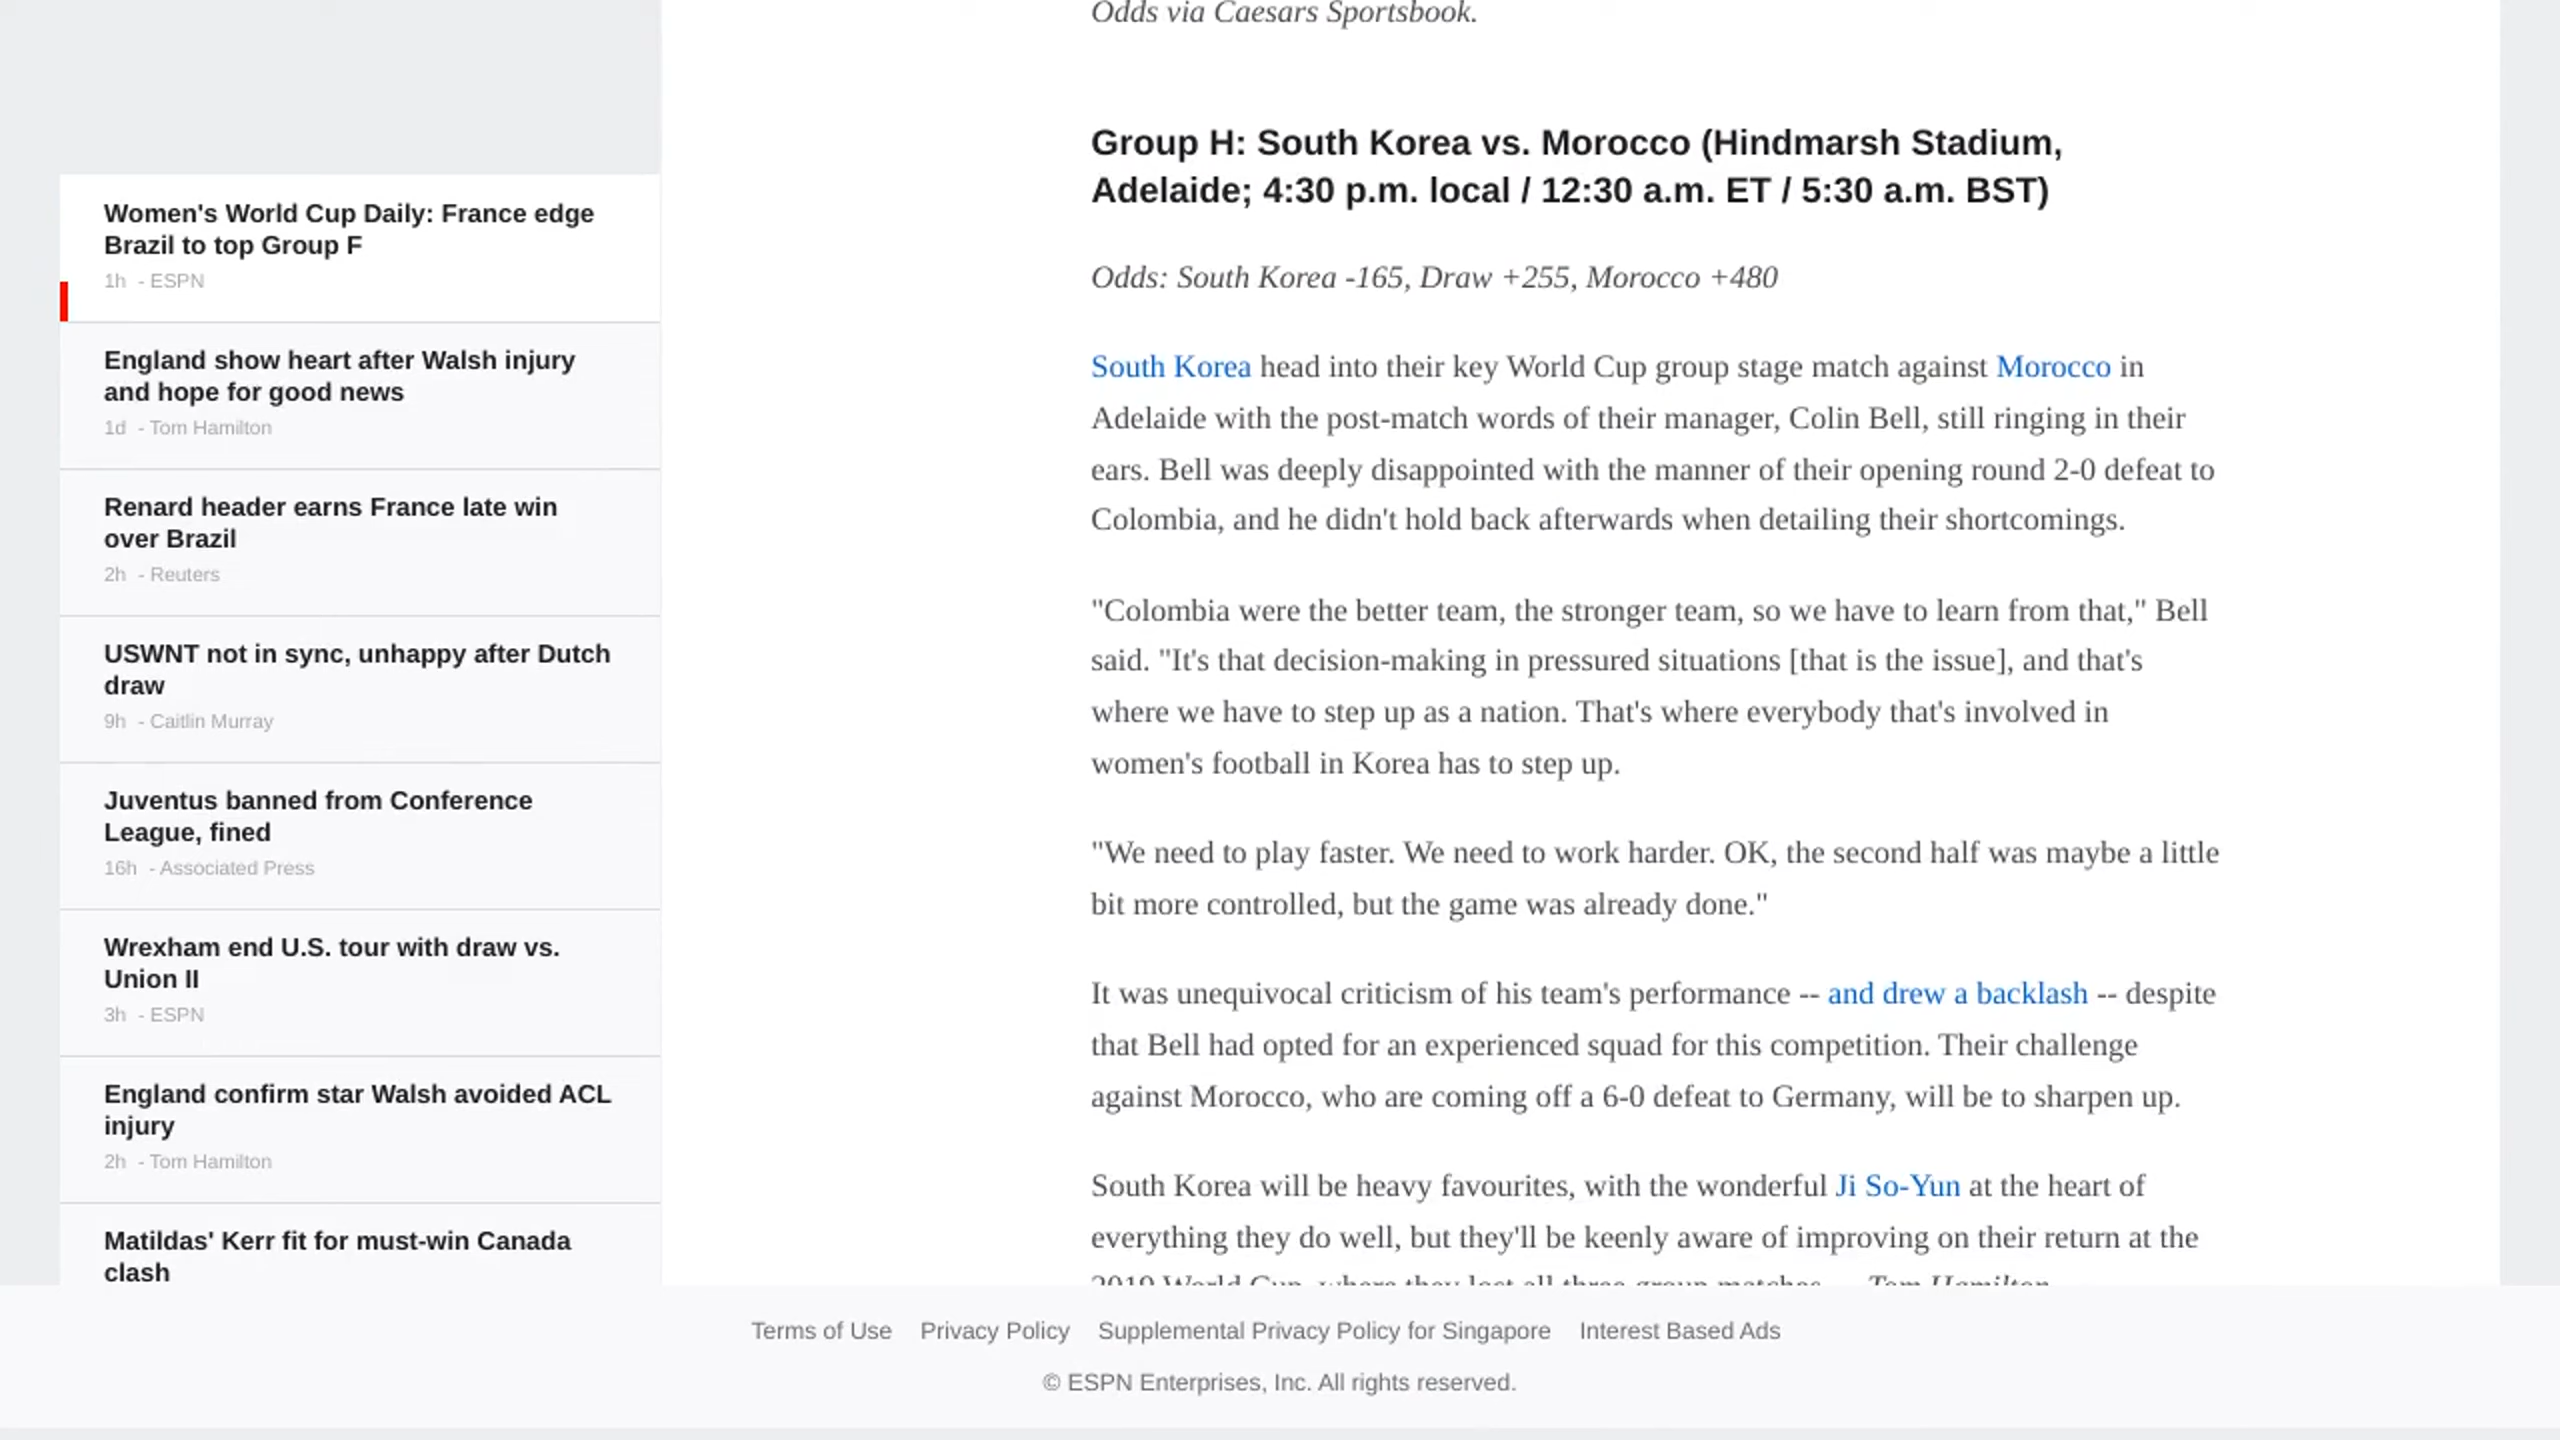 Odds via Caesars Sportsbook.
Women's World Cup Daily: France edge
Brazil to top Group F
1h - ESPN
England show heart after Walsh injury
and hope for good news
1d - Tom Hamilton
Renard header earns France late win
over Brazil
2h - Reuters
USWNT not in sync, unhappy after Dutch
draw
9h - Caitlin Murray
Juventus banned from Conference
League, fined
16h - Associated Press
Wrexham end U.S. tour with draw vs.
Union II
3h - ESPN
England confirm star Walsh avoided ACL
injury
2h - Tom Hamilton
Matildas' Kerr fit for must-win Canada
clash
Group H: South Korea vs. Morocco (Hindmarsh Stadium,
Adelaide; 4:30 p.m. local / 12:30 a.m. ET / 5:30 a.m. BST)
Odds: South Korea -165, Draw +255, Morocco +480
South Korea head into their key World Cup group stage match against Morocco in
Adelaide with the post-match words of their manager, Colin Bell, still ringing in their
ears. Bell was deeply disappointed with the manner of their opening round 2-0 defeat to
Colombia, and he didn't hold back afterwards when detailing their shortcomings.
"Colombia were the better team, the stronger team, so we have to learn from that," Bell
said. "It's that decision-making in pressured situations [that is the issue], and that's
where we have to step up as a nation. That's where everybody that's involved in
women's football in Korea has to step up.
"We need to play faster. We need to work harder. OK, the second half was maybe a little
bit more controlled, but the game was already done."
It was unequivocal criticism of his team's performance -- and drew a backlash -- despite
that Bell had opted for an experienced squad for this competition. Their challenge
against Morocco, who are coming off a 6-0 defeat to Germany, will be to sharpen up.
South Korea will be heavy favourites, with the wonderful Ji So-Yun at the heart of
everything they do well, but they'll be keenly aware of improving on their return at the
2019 World Cup, where they lost all three group matches. -- Tom Hamilton
Terms of Use Privacy Policy Supplemental Privacy Policy for Singapore Interest Based Ads
© ESPN Enterprises, Inc. All rights reserved.